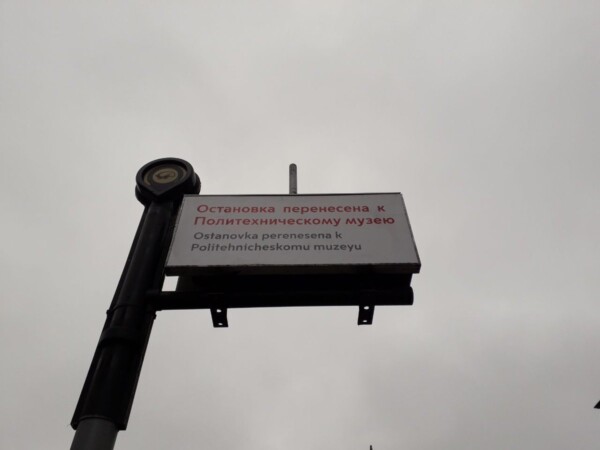 Остановка перенесена к
Политехническому музею
Ostanovka perenesena k
Politehnicheskomu muzeyu